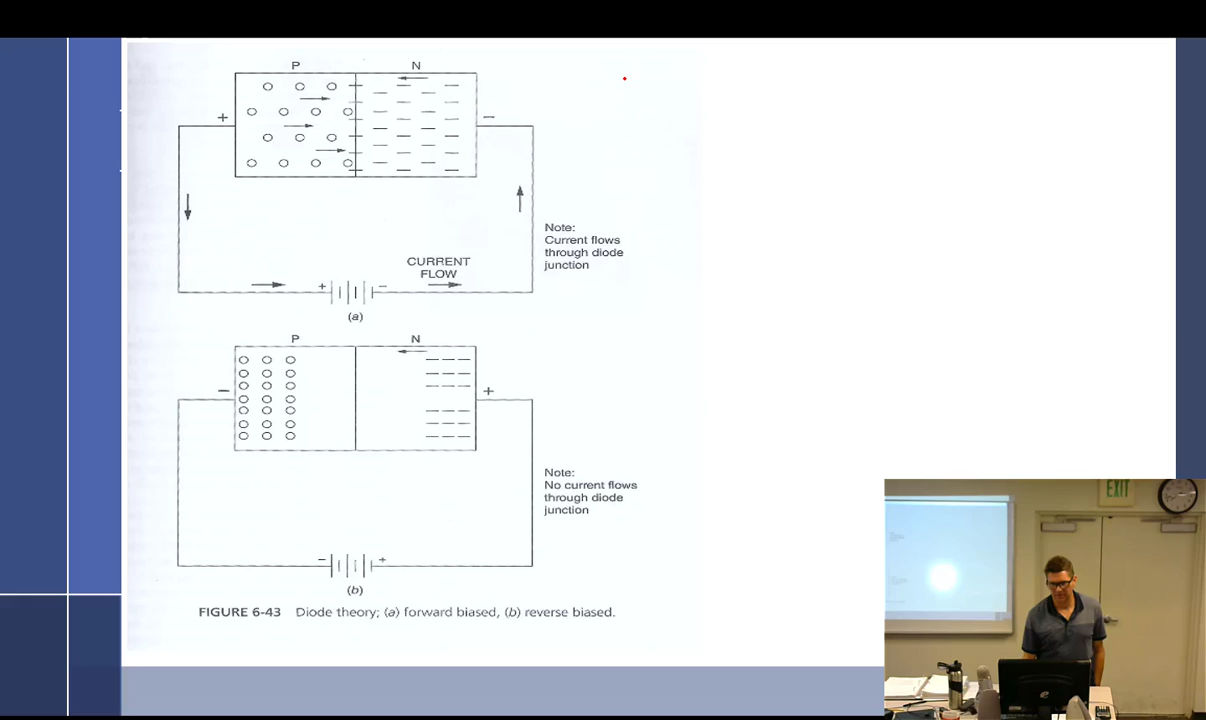 P
N
+
−
Note:
Current flows
through diode
junction
CURRENT
FLOW
+
−
(a)
P
N
−
+
Note:
No current flows
through diode
junction
−
+
(b)
FIGURE 6-43 Diode theory; (a) forward biased, (b) reverse biased.
EXIT